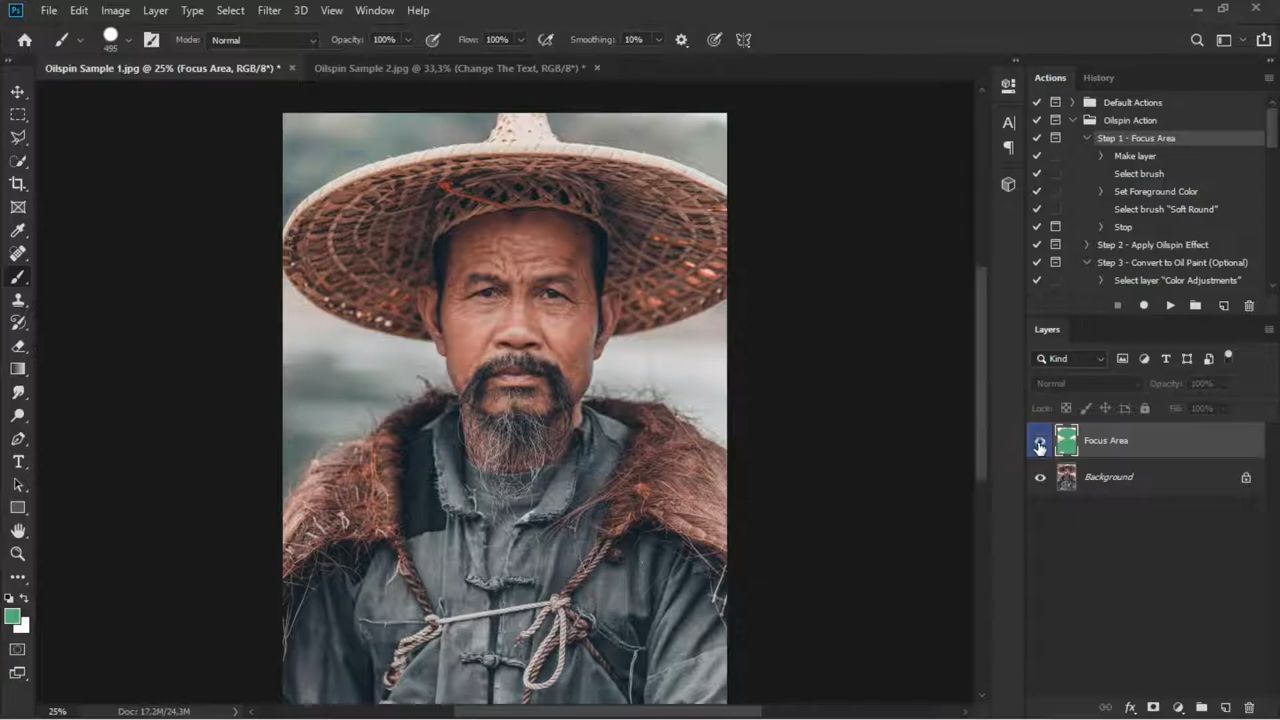 Ps File Edit Image Layer Type Select Filter 3D View Window Help
495 Mode: Normal Opacity: 100% Flow: 100% Smoothing: 10%
Oilspin Sample 1.jpg @ 25% (Focus Area, RGB/8*) * × Oilspin Sample 2.jpg @ 33,3% (Change The Text, RGB/8*) * ×
Actions History
Default Actions
Oilspin Action
Step 1 - Focus Area
Make layer
Select brush
Set Foreground Color
Select brush "Soft Round"
Stop
Step 2 - Apply Oilspin Effect
Step 3 - Convert to Oil Paint (Optional)
Select layer "Color Adjustments"
Layers
Kind
Normal Opacity: 100%
Lock: Fill: 100%
Focus Area
Background
fx
25% Doc: 17,2M/24,3M